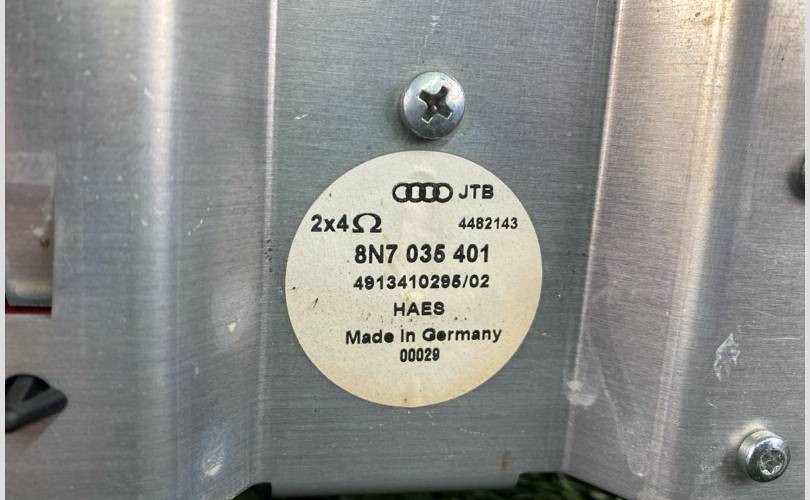 JTB
2x4Ω 4482143
8N7 035 401
4913410295/02
HAES
Made in Germany
00029